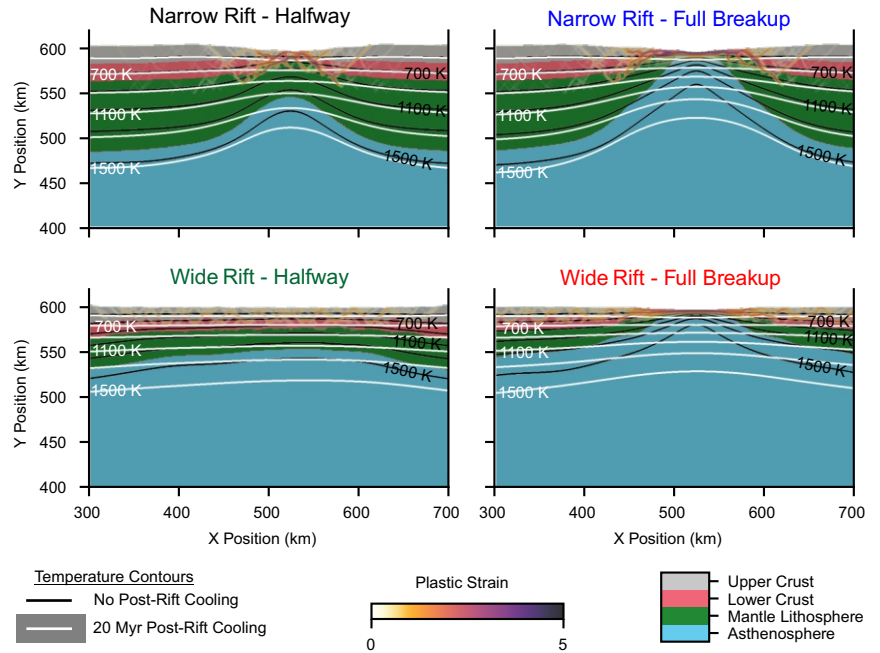 Narrow Rift - Halfway
Narrow Rift - Full Breakup
Y Position (km)
600
550
500
450
400
700 K
1100 K
1500 K
700 K
1100 K
1500 K
700 K
1100 K
1500 K
700 K
1100 K
1500 K
Wide Rift - Halfway
Wide Rift - Full Breakup
Y Position (km)
600
550
500
450
400
700 K
1100 K
1500 K
700 K
1100 K
1500 K
700 K
1100 K
1500 K
700 K
1100 K
1500 K
300 400 500 600 700
300 400 500 600 700
X Position (km)
X Position (km)
Temperature Contours
No Post-Rift Cooling
20 Myr Post-Rift Cooling
Plastic Strain
0 5
Upper Crust
Lower Crust
Mantle Lithosphere
Asthenosphere